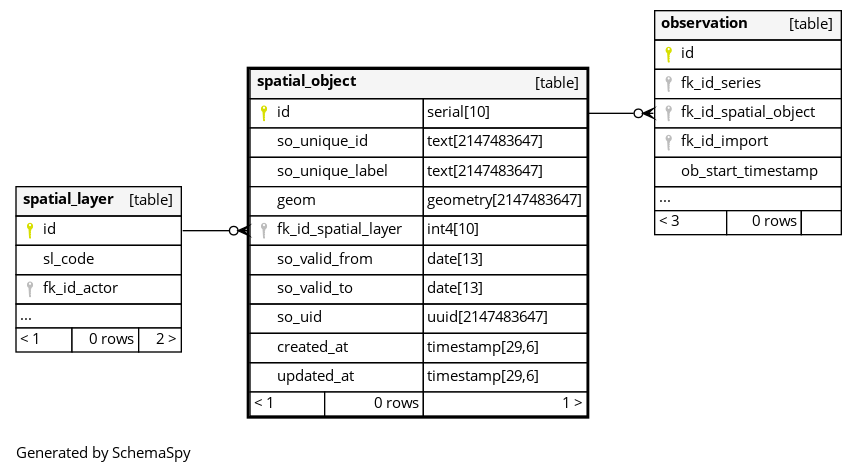 observation [table]
id
fk_id_series
fk_id_spatial_object
fk_id_import
ob_start_timestamp
...
< 3 0 rows
spatial_object [table]
id serial[10]
so_unique_id text[2147483647]
so_unique_label text[2147483647]
geom geometry[2147483647]
fk_id_spatial_layer int4[10]
so_valid_from date[13]
so_valid_to date[13]
so_uid uuid[2147483647]
created_at timestamp[29,6]
updated_at timestamp[29,6]
< 1 0 rows 1 >
spatial_layer [table]
id
sl_code
fk_id_actor
...
< 1 0 rows 2 >
Generated by SchemaSpy